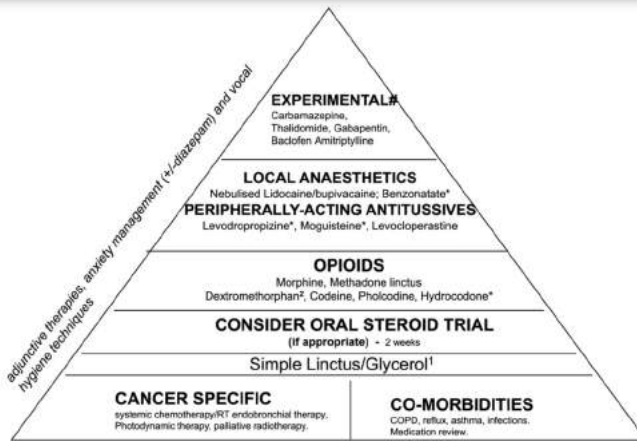 adjunctive therapies, anxiety management (+/-diazepam) and vocal
hygiene techniques
EXPERIMENTAL#
Carbamazepine,
Thalidomide, Gabapentin,
Baclofen Amitriptylline
LOCAL ANAESTHETICS
Nebulised Lidocaine/bupivacaine; Benzonatate*
PERIPHERALLY-ACTING ANTITUSSIVES
Levodropropizine*, Moguisteine*, Levocloperastine
OPIOIDS
Morphine, Methadone linctus
Dextromethorphanᶻ, Codeine, Pholcodine, Hydrocodone*
CONSIDER ORAL STEROID TRIAL
(if appropriate) - 2 weeks
Simple Linctus/Glycerol¹
CANCER SPECIFIC
systemic chemotherapy/RT endobronchial therapy.
Photodynamic therapy, palliative radiotherapy.
CO-MORBIDITIES
COPD, reflux, asthma, infections.
Medication review.